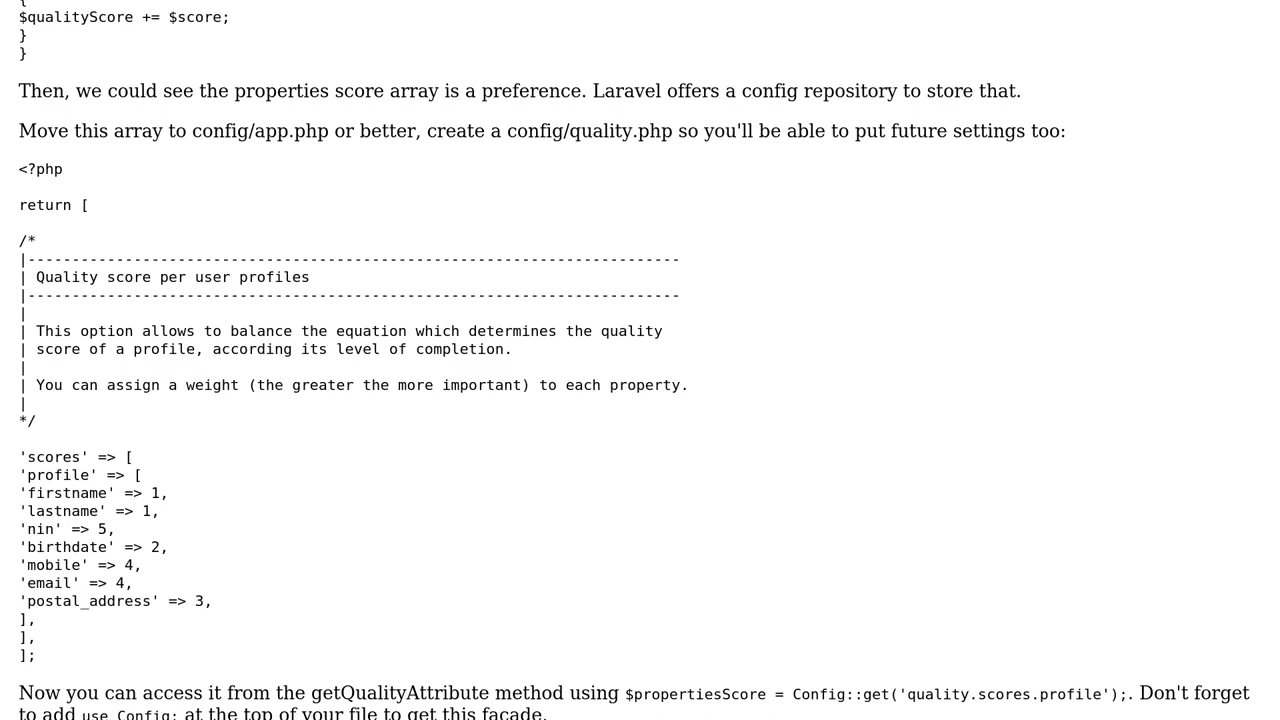 {
$qualityScore += $score;
}
}
Then, we could see the properties score array is a preference. Laravel offers a config repository to store that.
Move this array to config/app.php or better, create a config/quality.php so you'll be able to put future settings too:
<?php
return [
/*
|--------------------------------------------------------------------------
| Quality score per user profiles
|--------------------------------------------------------------------------
|
| This option allows to balance the equation which determines the quality
| score of a profile, according its level of completion.
|
| You can assign a weight (the greater the more important) to each property.
|
*/
'scores' => [
'profile' => [
'firstname' => 1,
'lastname' => 1,
'nin' => 5,
'birthdate' => 2,
'mobile' => 4,
'email' => 4,
'postal_address' => 3,
],
],
];
Now you can access it from the getQualityAttribute method using $propertiesScore = Config::get('quality.scores.profile');. Don't forget
to add use Config; at the top of your file to get this facade.